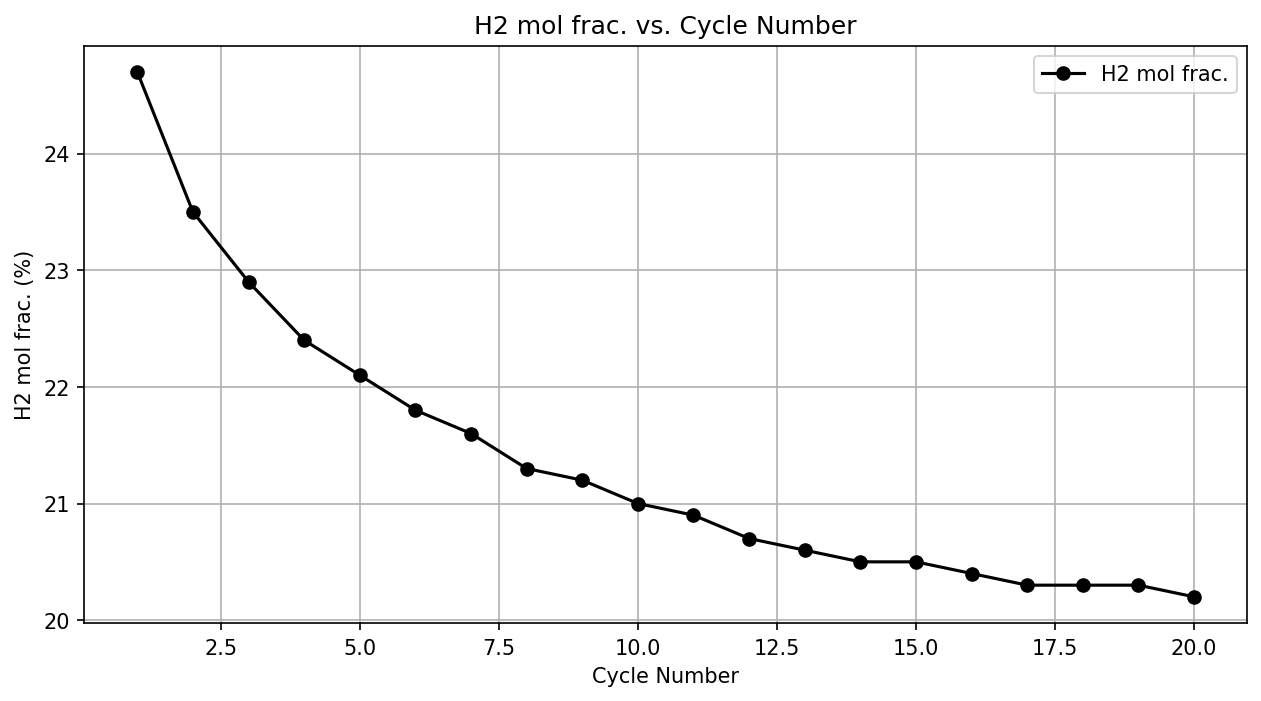 H2 mol frac. vs. Cycle Number
H2 mol frac.
H2 mol frac. (%)
24
23
22
21
20
2.5 5.0 7.5 10.0 12.5 15.0 17.5 20.0
Cycle Number